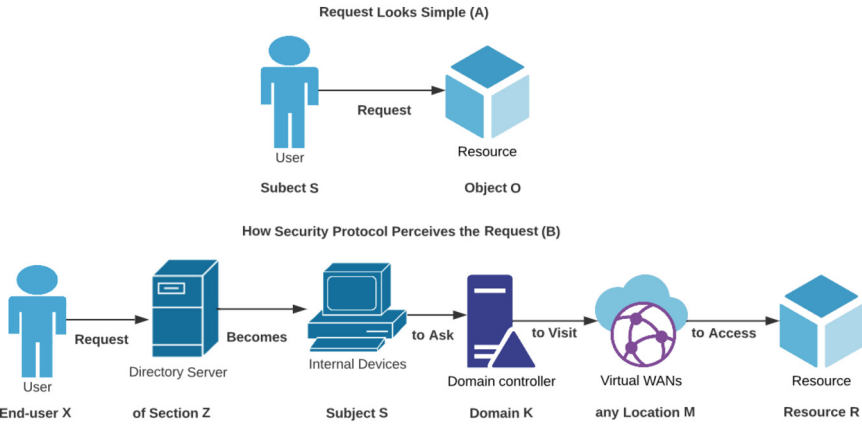 Request Looks Simple (A)
Request
User
Resource
Subect S
Object O
How Security Protocol Perceives the Request (B)
Request
Becomes
to Ask
to Visit
to Access
User
Directory Server
Internal Devices
Domain controller
Virtual WANs
Resource
End-user X
of Section Z
Subject S
Domain K
any Location M
Resource R